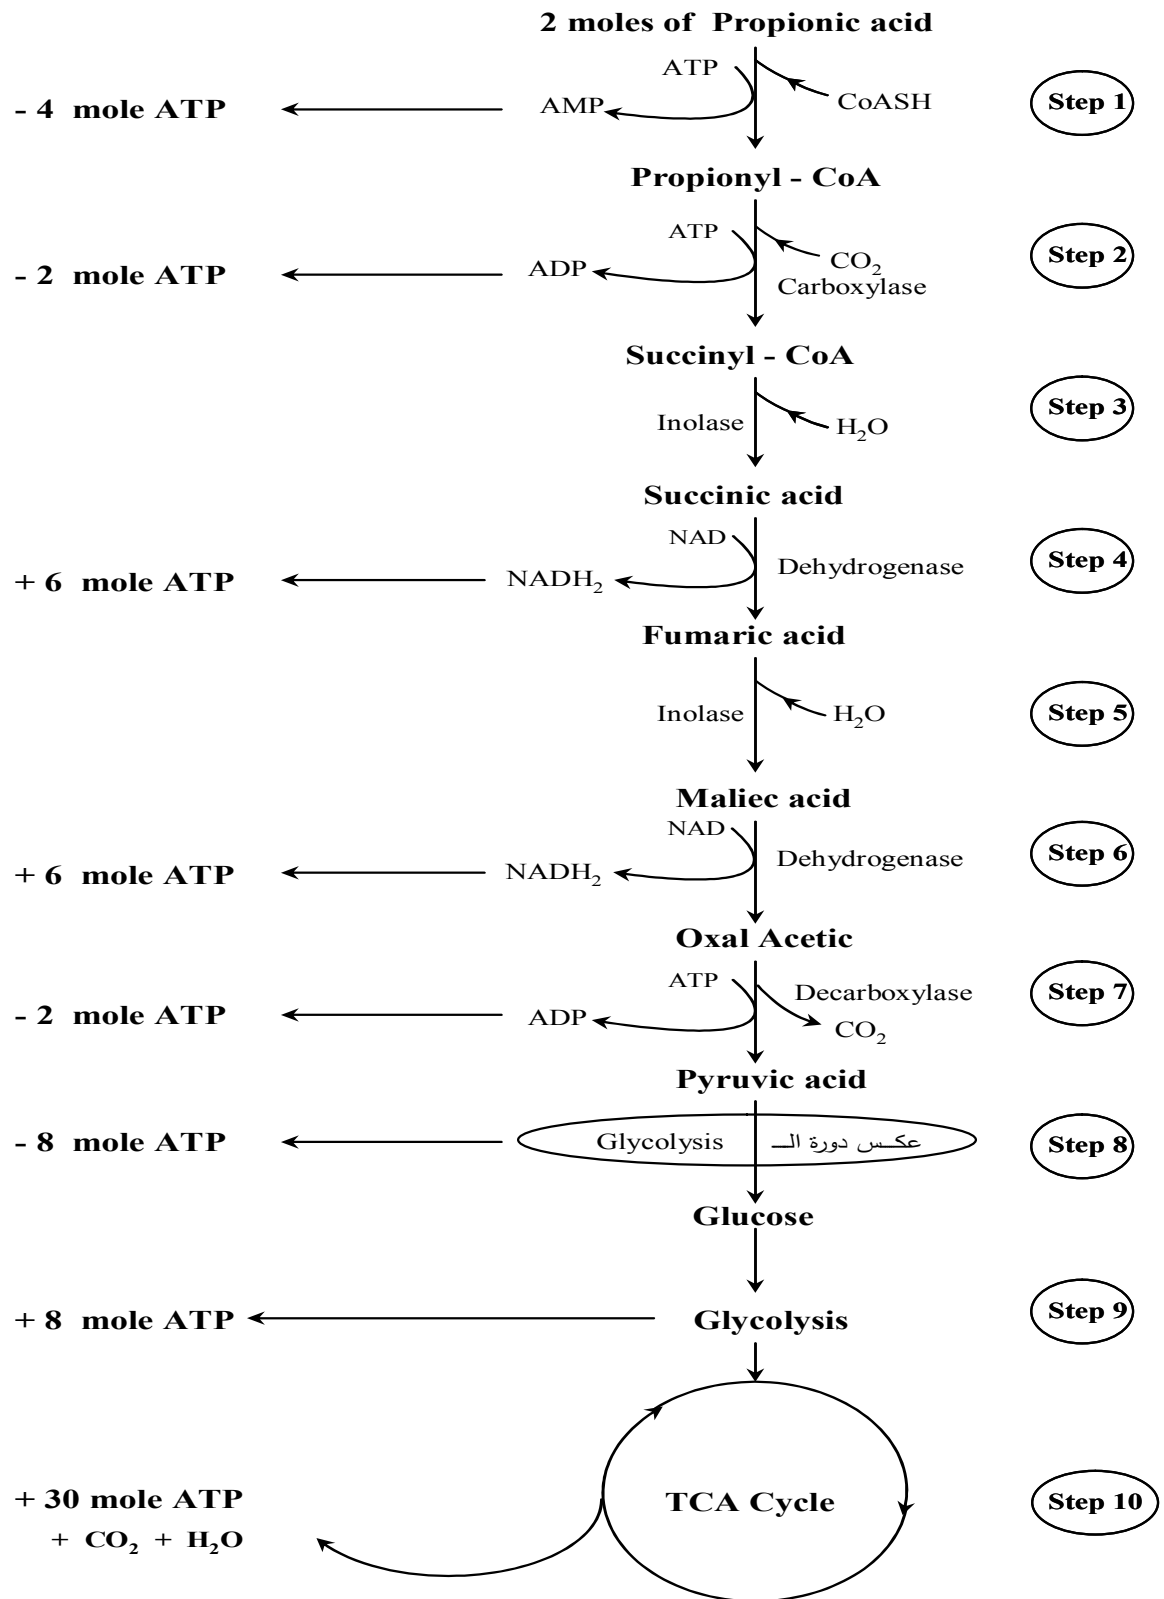 2 moles of Propionic acid
ATP
- 4 mole ATP
AMP
CoASH
Step 1
Propionyl - CoA
ATP
- 2 mole ATP
ADP
CO₂
Carboxylase
Step 2
Succinyl - CoA
Inolase
H₂O
Step 3
Succinic acid
NAD
+ 6 mole ATP
NADH₂
Dehydrogenase
Step 4
Fumaric acid
Inolase
H₂O
Step 5
Maliec acid
NAD
+ 6 mole ATP
NADH₂
Dehydrogenase
Step 6
Oxal Acetic
ATP
- 2 mole ATP
ADP
Decarboxylase
CO₂
Step 7
Pyruvic acid
- 8 mole ATP
Glycolysis
عكس دورة الـ
Step 8
Glucose
+ 8 mole ATP
Glycolysis
Step 9
+ 30 mole ATP
+ CO₂ + H₂O
TCA Cycle
Step 10